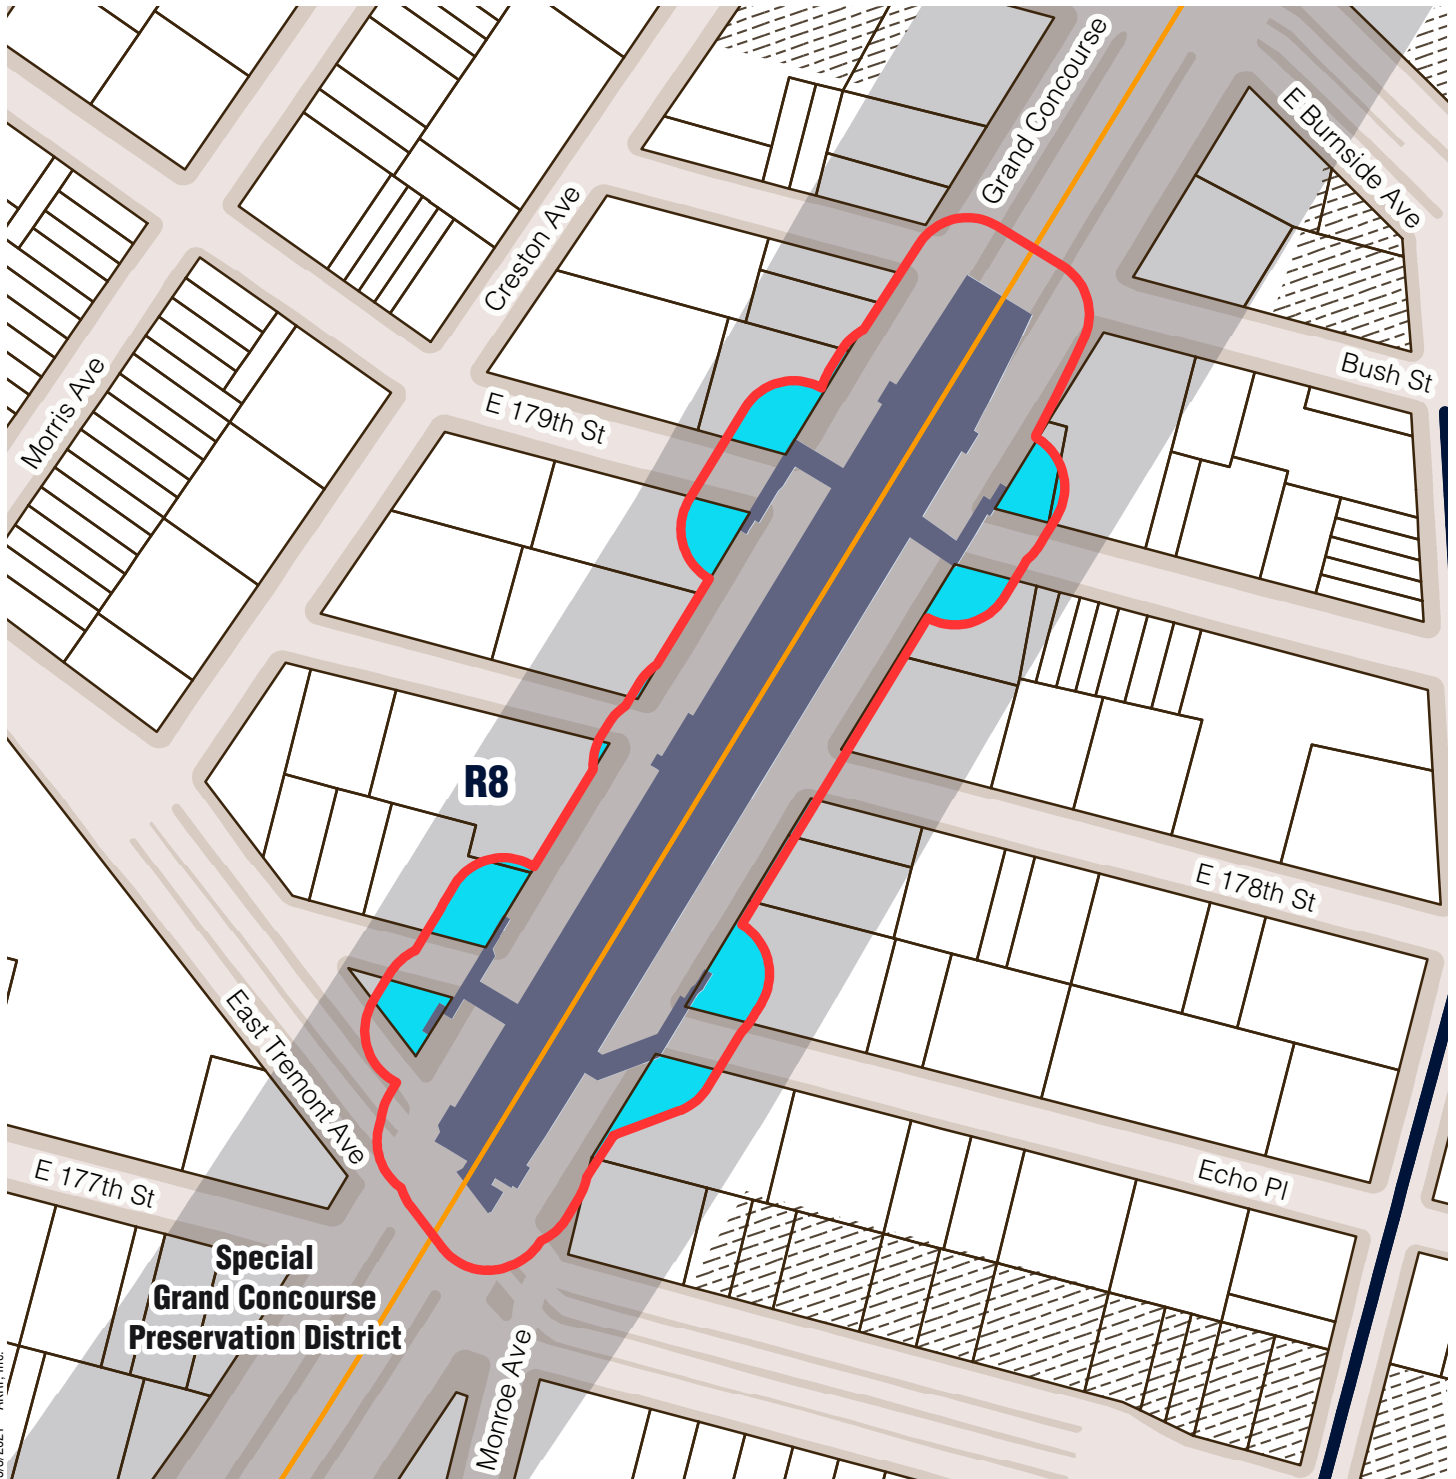 Grand Concourse
E Burnside Ave
Creston Ave
Bush St
Morris Ave
E 179th St
R8
E 178th St
East Tremont Ave
E 177th St
Echo Pl
Special
Grand Concourse
Preservation District
Monroe Ave